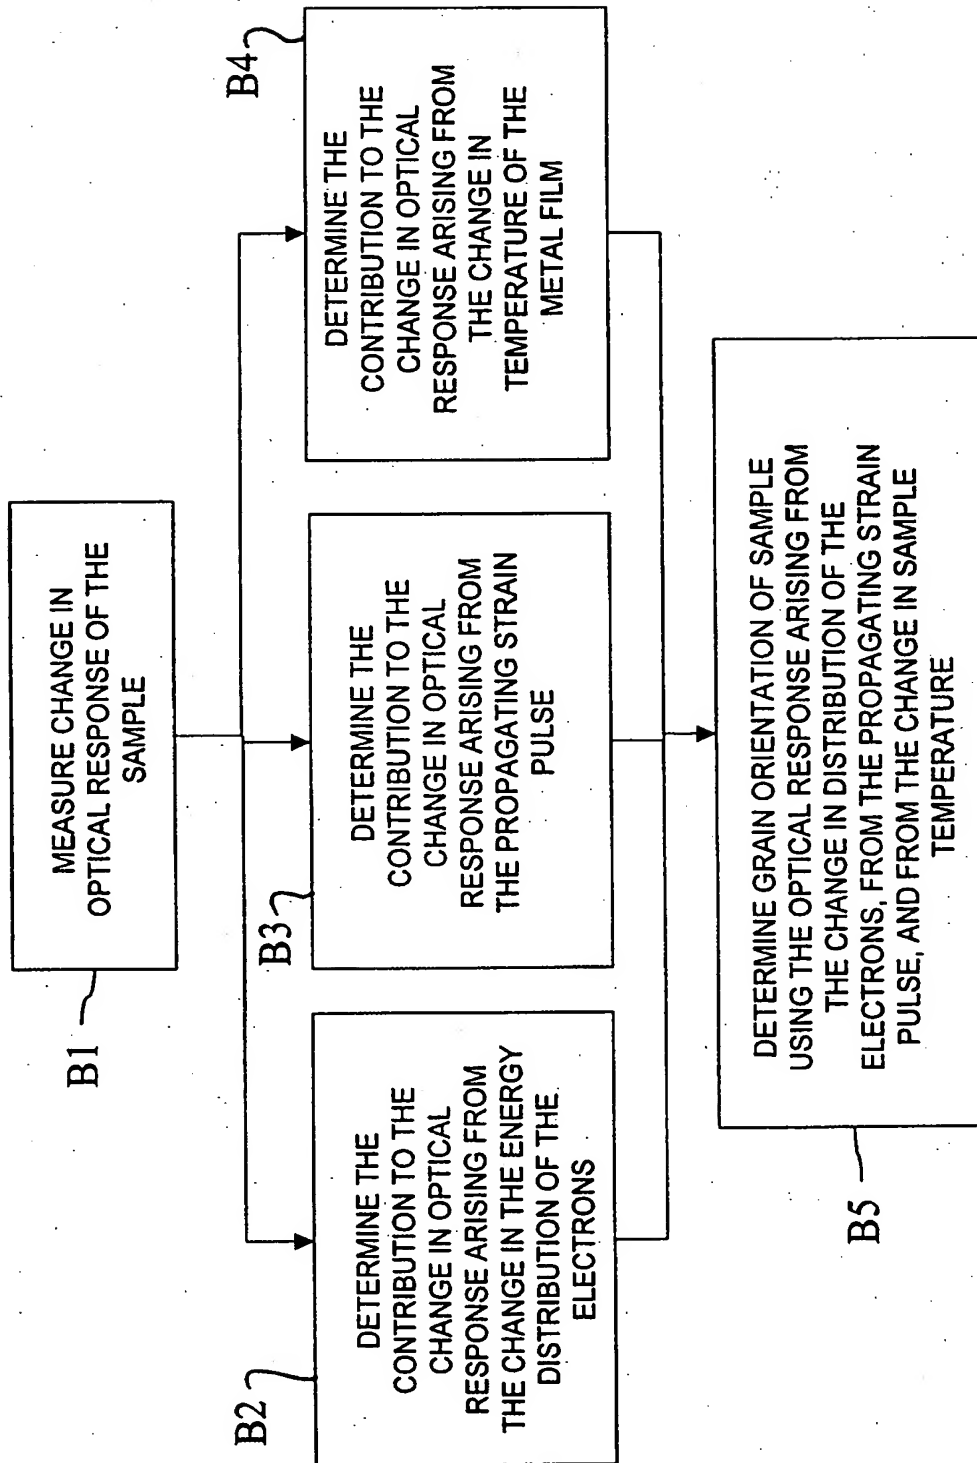 B1
MEASURE CHANGE IN
OPTICAL RESPONSE OF THE
SAMPLE
B2
DETERMINE THE
CONTRIBUTION TO THE
CHANGE IN OPTICAL
RESPONSE ARISING FROM
THE CHANGE IN THE ENERGY
DISTRIBUTION OF THE
ELECTRONS
B3
DETERMINE THE
CONTRIBUTION TO THE
CHANGE IN OPTICAL
RESPONSE ARISING FROM
THE PROPAGATING STRAIN
PULSE
B4
DETERMINE THE
CONTRIBUTION TO THE
CHANGE IN OPTICAL
RESPONSE ARISING FROM
THE CHANGE IN
TEMPERATURE OF THE
METAL FILM
B5
DETERMINE GRAIN ORIENTATION OF SAMPLE
USING THE OPTICAL RESPONSE ARISING FROM
THE CHANGE IN DISTRIBUTION OF THE
ELECTRONS, FROM THE PROPAGATING STRAIN
PULSE, AND FROM THE CHANGE IN SAMPLE
TEMPERATURE